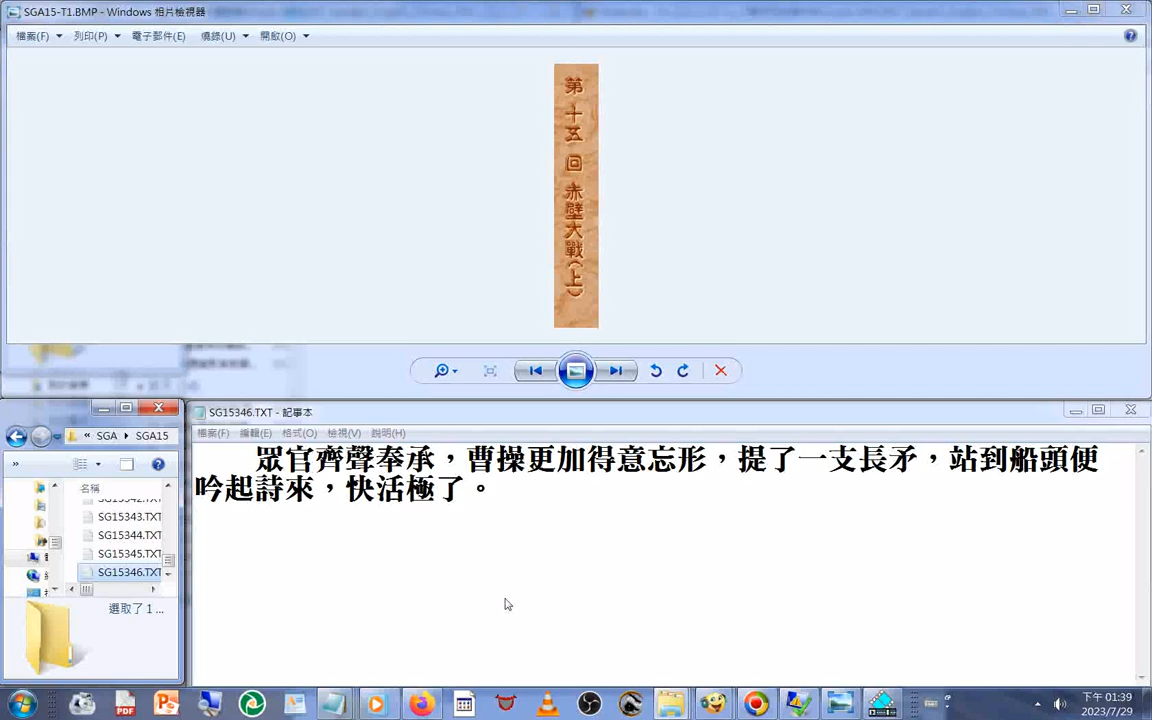 SGA15-T1.BMP - Windows 相片檢視器
檔案(F) 列印(P) 電子郵件(E) 燒錄(U) 開啟(O)
第十五回 赤壁大戰(上)
SGA SGA15
名稱
SG15343.TXT
SG15344.TXT
SG15345.TXT
SG15346.TXT
選取了 1 ...
SG15346.TXT - 記事本
檔案(F) 編輯(E) 格式(O) 檢視(V) 說明(H)
眾官齊聲奉承，曹操更加得意忘形，提了一支長矛，站到船頭便
吟起詩來，快活極了。
下午 01:39
2023/7/29